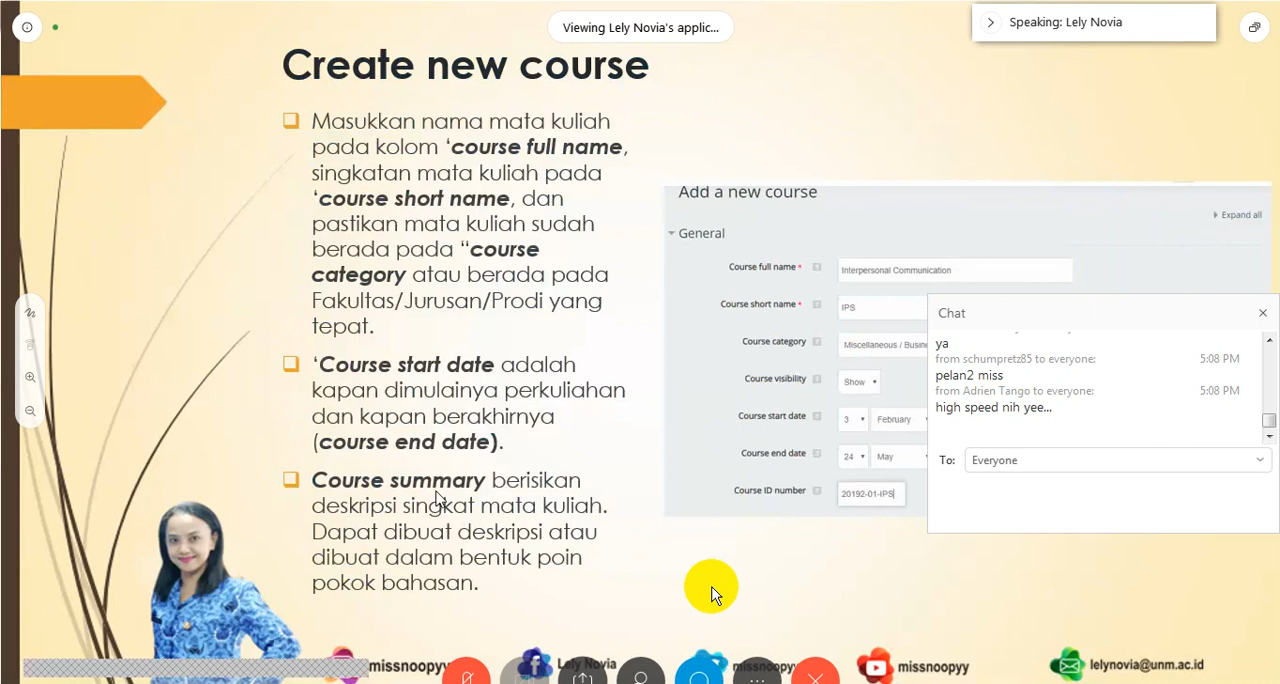 Viewing Lely Novia's applic...
Speaking: Lely Novia
Create new course
Masukkan nama mata kuliah
pada kolom ‘course full name,
singkatan mata kuliah pada
‘course short name, dan
pastikan mata kuliah sudah
berada pada “course
category atau berada pada
Fakultas/Jurusan/Prodi yang
tepat.
‘Course start date adalah
kapan dimulainya perkuliahan
dan kapan berakhirnya
(course end date).
Course summary berisikan
deskripsi singkat mata kuliah.
Dapat dibuat deskripsi atau
dibuat dalam bentuk poin
pokok bahasan.
Add a new course
Expand all
General
Course full name * Interpersonal Communication
Course short name * IPS
Course category Miscellaneous /
Course visibility Show
Course start date 3 February
Course end date 24 May
Course ID number 20192-01-IPS
Chat
ya
from schumpretz85 to everyone: 5:08 PM
pelan2 miss
from Adrien Tango to everyone: 5:08 PM
high speed nih yee...
To: Everyone
missnoopyy
Lely Novia
missnoopyy
missnoopyy
lelynovia@unm.ac.id